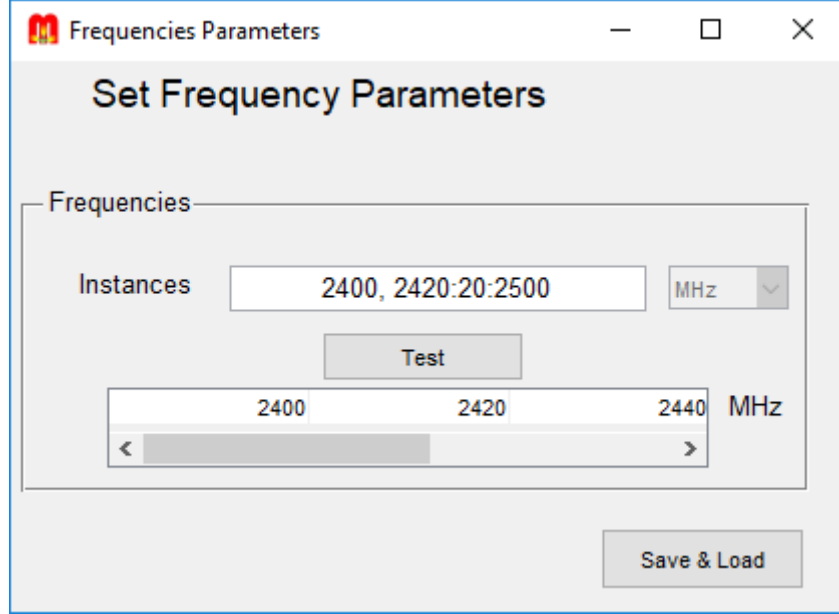 Frequencies Parameters
Set Frequency Parameters
Frequencies
Instances 2400, 2420:20:2500 MHz
Test
2400 2420 2440 MHz
Save & Load